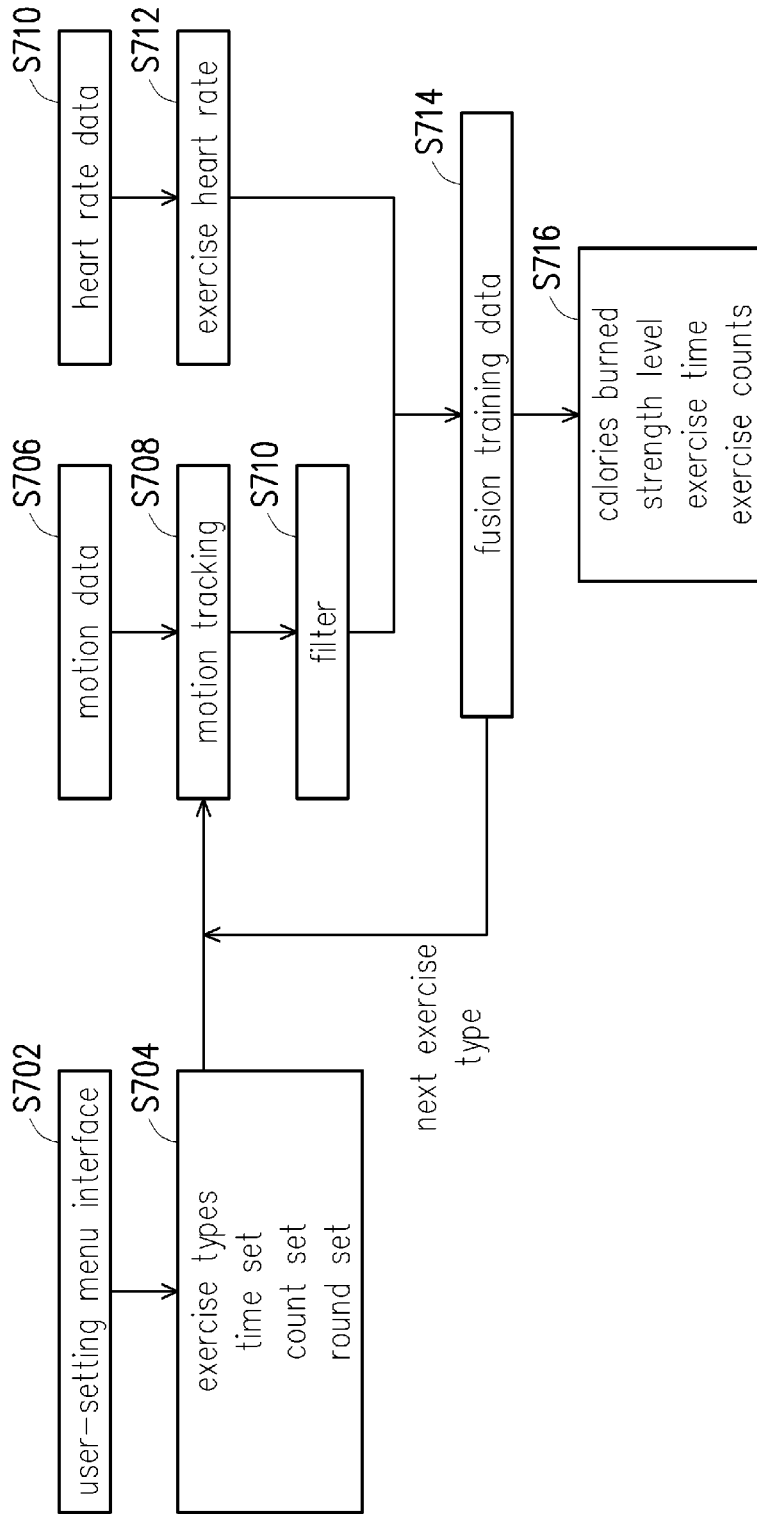 S702
user-setting menu interface
S704
exercise types
time set
count set
round set
next exercise
type
S706
motion data
S708
motion tracking
S710
filter
S710
heart rate data
S712
exercise heart rate
S714
fusion training data
S716
calories burned
strength level
exercise time
exercise counts